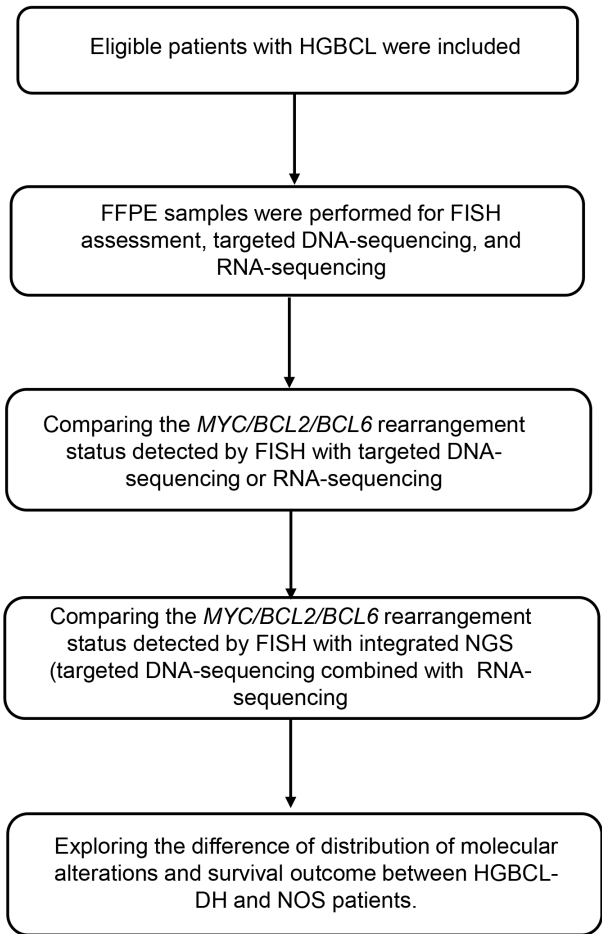 Eligible patients with HGBCL were included
FFPE samples were performed for FISH
assessment, targeted DNA-sequencing, and
RNA-sequencing
Comparing the MYC/BCL2/BCL6 rearrangement
status detected by FISH with targeted DNA-
sequencing or RNA-sequencing
Comparing the MYC/BCL2/BCL6 rearrangement
status detected by FISH with integrated NGS
(targeted DNA-sequencing combined with RNA-
sequencing
Exploring the difference of distribution of molecular
alterations and survival outcome between HGBCL-
DH and NOS patients.